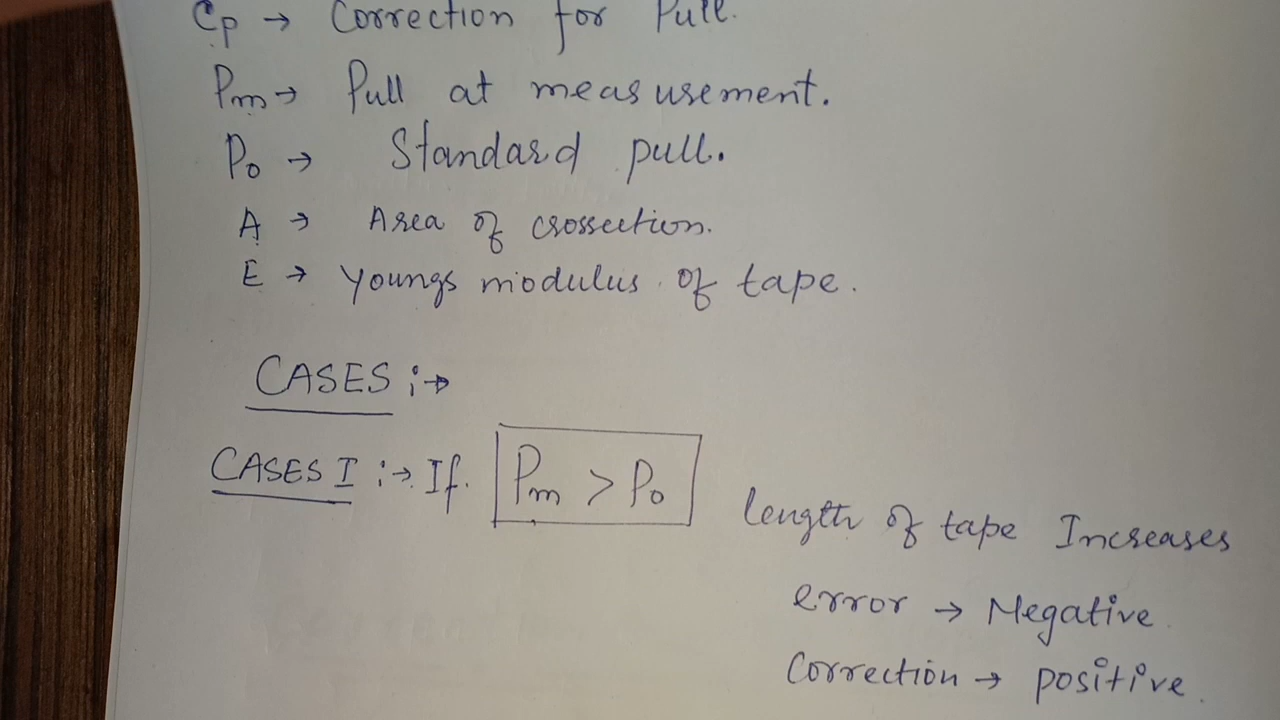 Cp → Correction for Pull.
Pm → Pull at measurement.
Po → Standard pull.
A → Area of crossection.
E → Youngs modulus of tape.
CASES :→
CASES I :→ If. Pm > Po
length of tape Increases
error → Negative
Correction → positive.